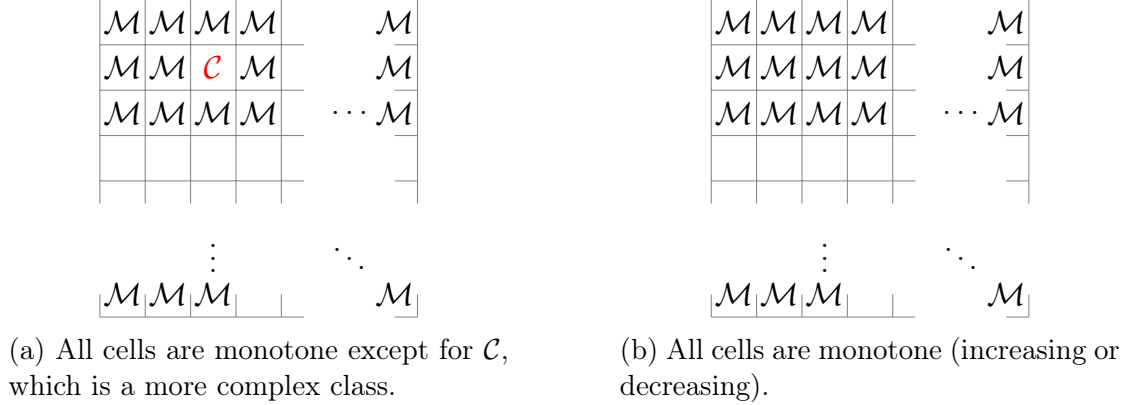 ℳ ℳ ℳ ℳ ℳ
ℳ ℳ 𝒞 ℳ ℳ
ℳ ℳ ℳ ℳ ⋯ ℳ
⋮ ⋱
ℳ ℳ ℳ ℳ
(a) All cells are monotone except for 𝒞,
which is a more complex class.
ℳ ℳ ℳ ℳ ℳ
ℳ ℳ ℳ ℳ ℳ
ℳ ℳ ℳ ℳ ⋯ ℳ
⋮ ⋱
ℳ ℳ ℳ ℳ
(b) All cells are monotone (increasing or
decreasing).